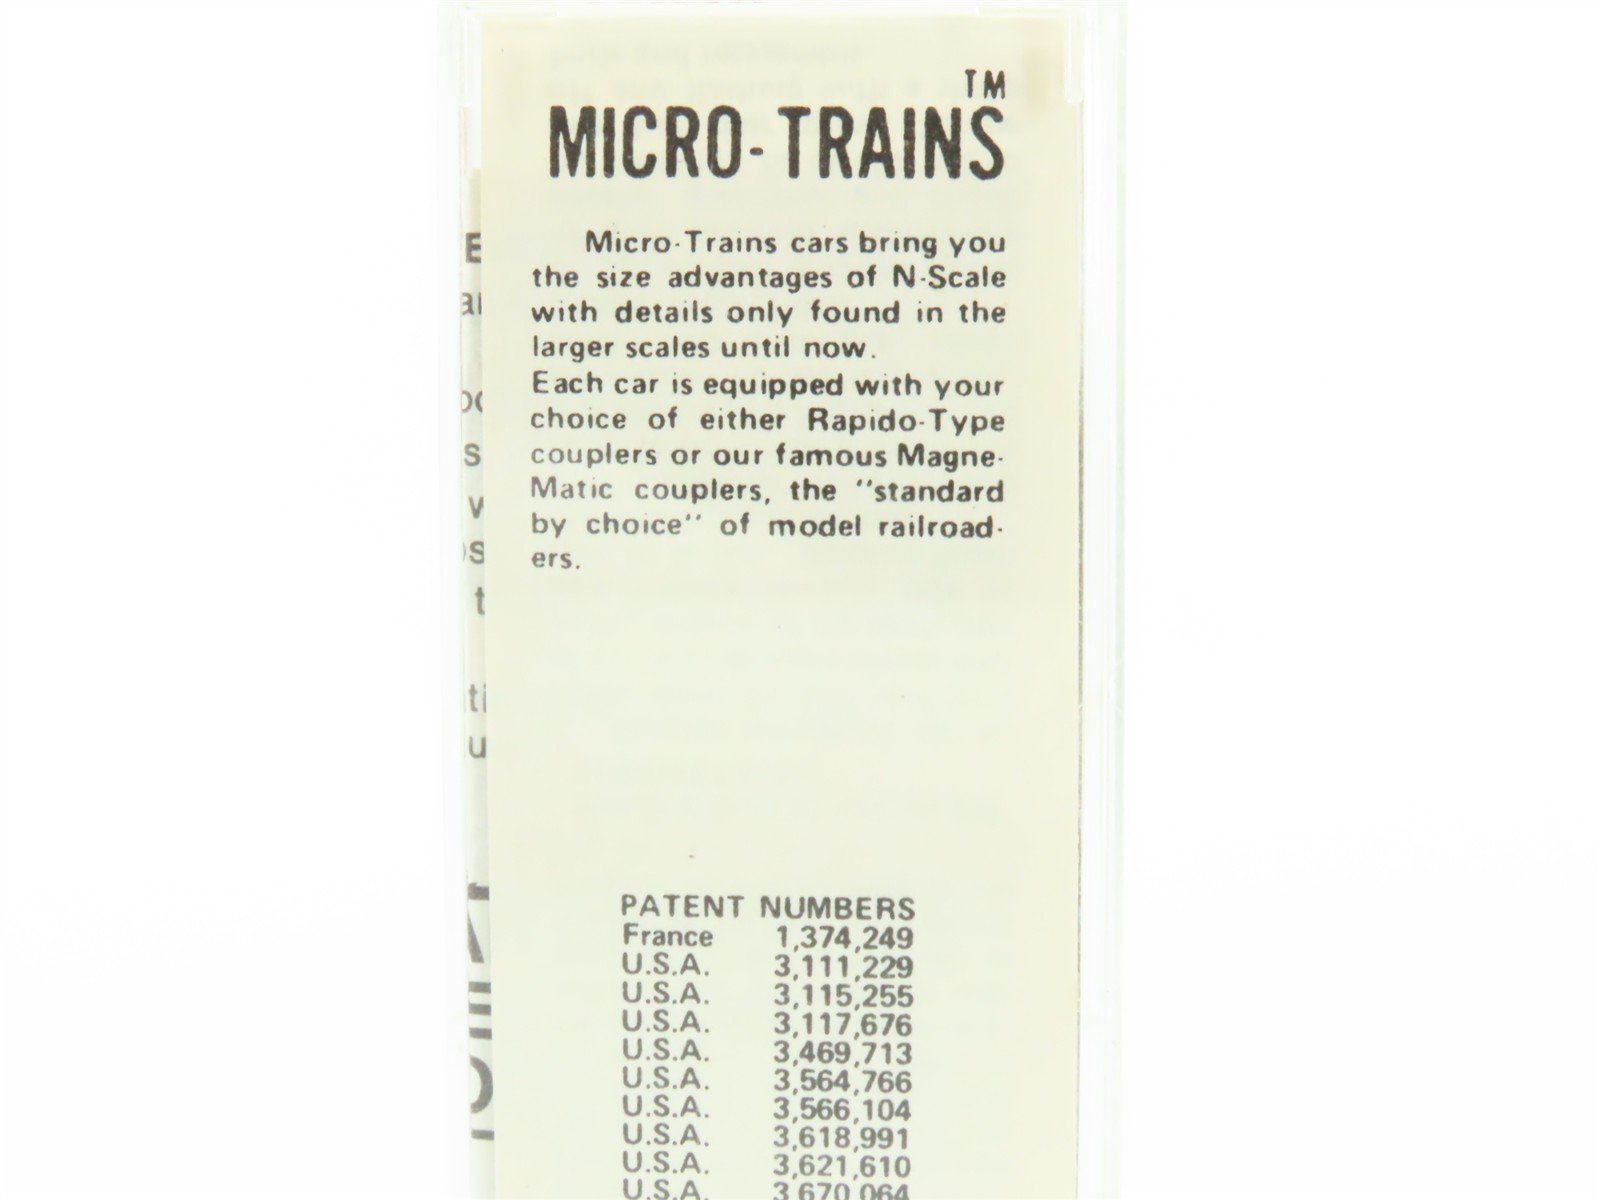 TM
MICRO-TRAINS
Micro-Trains cars bring you
the size advantages of N-Scale
with details only found in the
larger scales until now.
Each car is equipped with your
choice of either Rapido-Type
couplers or our famous Magne-
Matic couplers, the "standard
by choice" of model railroad-
ers.
PATENT NUMBERS
France 1,374,249
U.S.A. 3,111,229
U.S.A. 3,115,255
U.S.A. 3,117,676
U.S.A. 3,469,713
U.S.A. 3,564,766
U.S.A. 3,566,104
U.S.A. 3,618,991
U.S.A. 3,621,610
U.S.A. 3,670,064